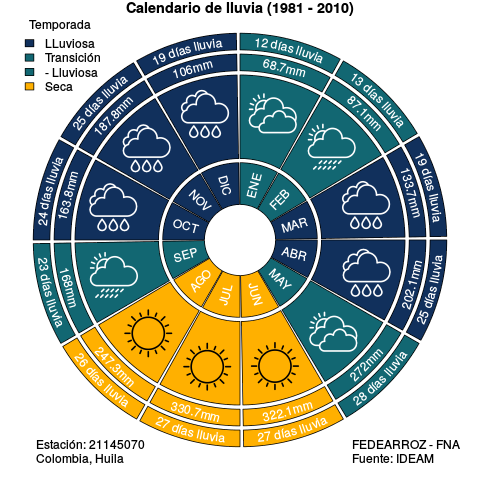 Calendario de lluvia (1981 - 2010)
Temporada
LLuviosa
Transición
- Lluviosa
Seca
12 días lluvia
68.7mm
ENE
13 días lluvia
87.1mm
FEB
19 días lluvia
133.7mm
MAR
25 días lluvia
202.1mm
ABR
28 días lluvia
272mm
MAY
27 días lluvia
322.1mm
JUN
27 días lluvia
330.7mm
JUL
26 días lluvia
247.3mm
AGO
23 días lluvia
168mm
SEP
24 días lluvia
163.8mm
OCT
25 días lluvia
187.8mm
NOV
19 días lluvia
106mm
DIC
Estación: 21145070
Colombia, Huila
FEDEARROZ - FNA
Fuente: IDEAM